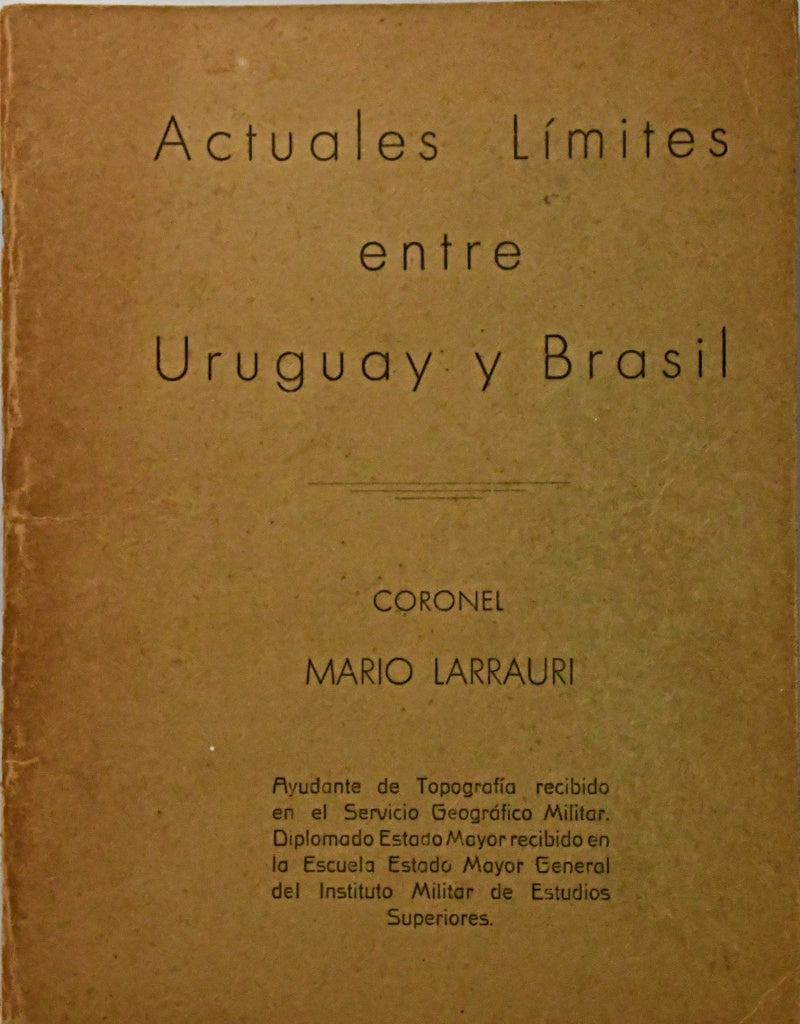 Actuales Límites
entre
Uruguay y Brasil
CORONEL
MARIO LARRAURI
Ayudante de Topografía recibido
en el Servicio Geográfico Militar.
Diplomado Estado Mayor recibido en
la Escuela Estado Mayor General
del Instituto Militar de Estudios
Superiores.